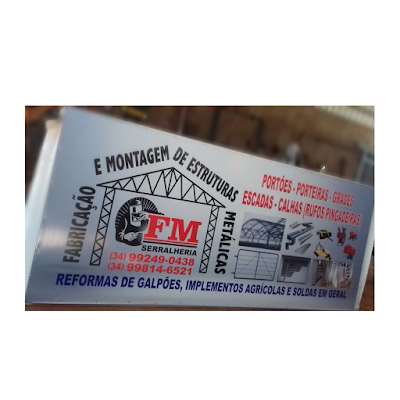 FABRICAÇÃO E MONTAGEM DE ESTRUTURAS METÁLICAS
FM
SERRALHERIA
(34) 99249-0438
(34) 99814-6521
PORTÕES - PORTEIRAS - GRADES
ESCADAS - CALHAS (RUFOS PINGADEIRAS
REFORMAS DE GALPÕES, IMPLEMENTOS AGRÍCOLAS E SOLDAS EM GERAL